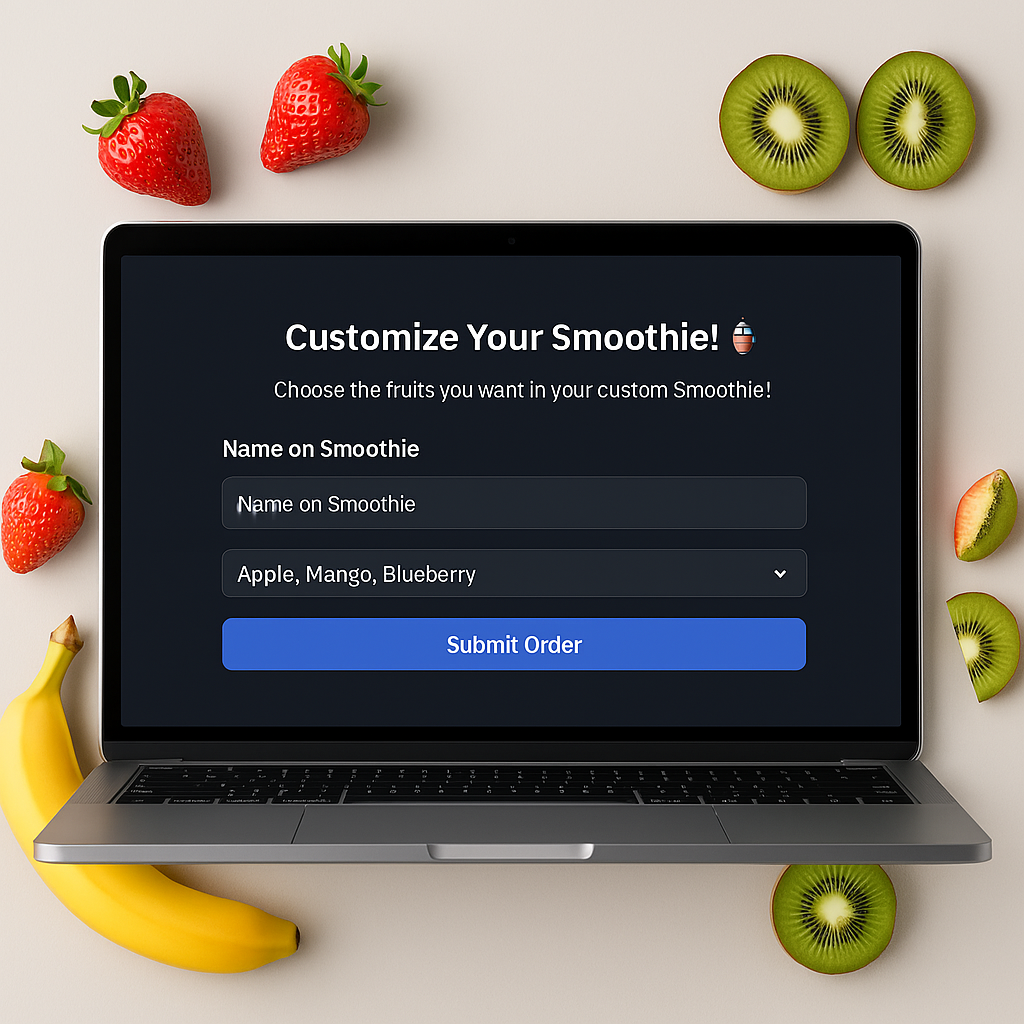 Customize Your Smoothie!
Choose the fruits you want in your custom Smoothie!
Name on Smoothie
Name on Smoothie
Apple, Mango, Blueberry
Submit Order